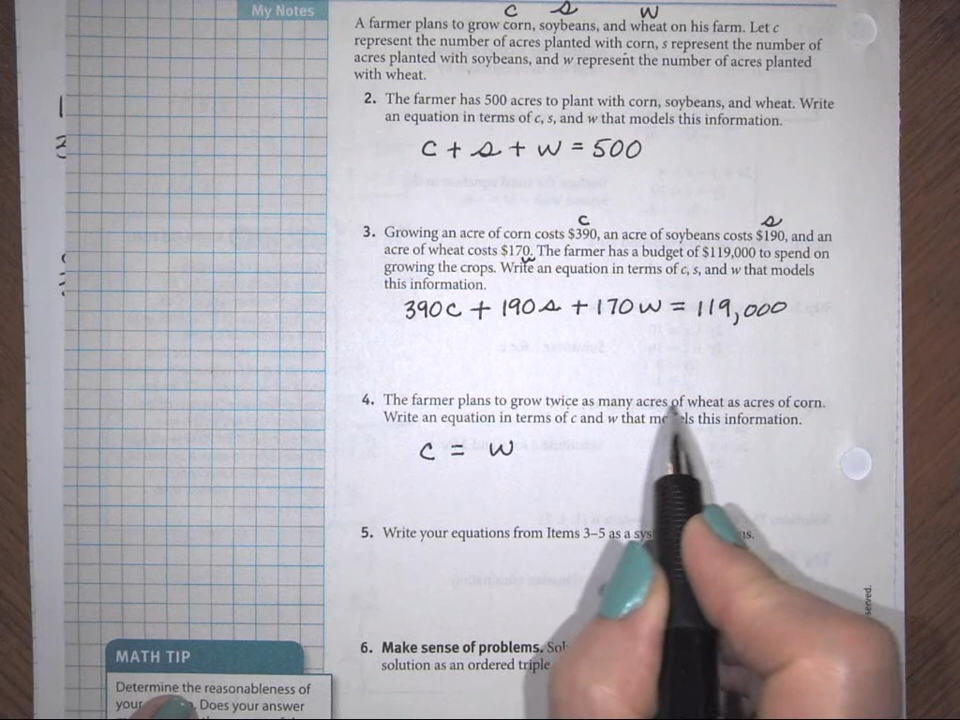 My Notes
c s w
A farmer plans to grow corn, soybeans, and wheat on his farm. Let c
represent the number of acres planted with corn, s represent the number of
acres planted with soybeans, and w represent the number of acres planted
with wheat.
2. The farmer has 500 acres to plant with corn, soybeans, and wheat. Write
an equation in terms of c, s, and w that models this information.
c + s + w = 500
c s
3. Growing an acre of corn costs $390, an acre of soybeans costs $190, and an
acre of wheat costs $170. The farmer has a budget of $119,000 to spend on
w
growing the crops. Write an equation in terms of c, s, and w that models
this information.
390c + 190s + 170w = 119,000
4. The farmer plans to grow twice as many acres of wheat as acres of corn.
Write an equation in terms of c and w that models this information.
c = w
5. Write your equations from Items 3–5 as a
6. Make sense of problems.
solution as an ordered triple
MATH TIP
Determine the reasonableness of
Does your answer